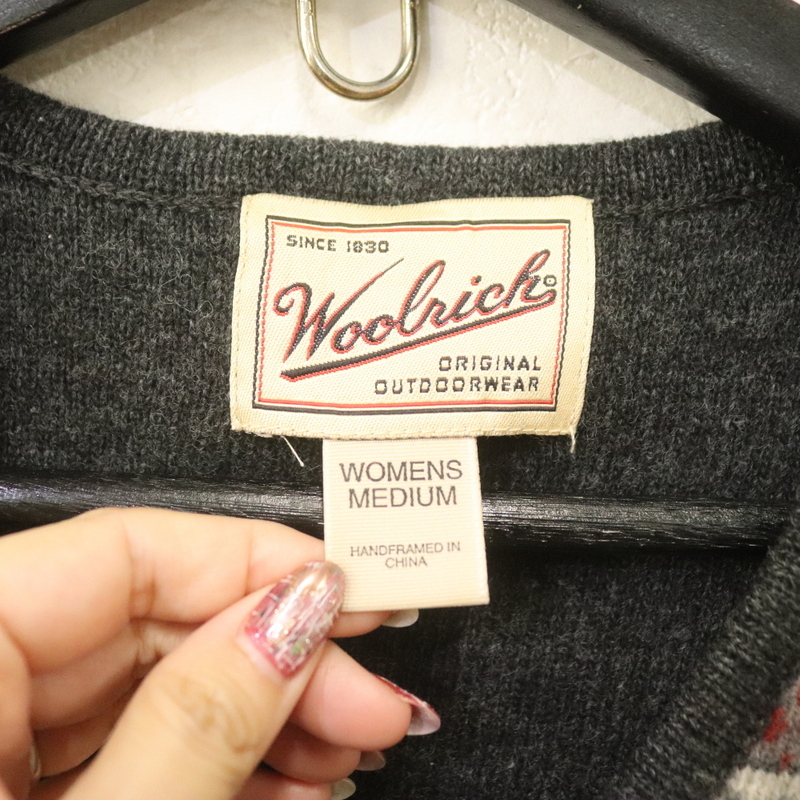 SINCE 1830
Woolrich®
ORIGINAL
OUTDOORWEAR
WOMENS
MEDIUM
HANDFRAMED IN
CHINA